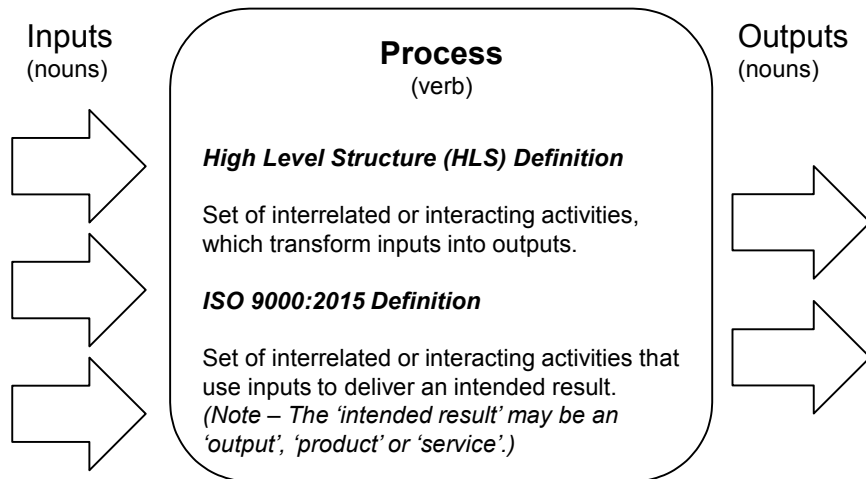 Inputs
(nouns)
Process
(verb)
High Level Structure (HLS) Definition
Set of interrelated or interacting activities,
which transform inputs into outputs.
ISO 9000:2015 Definition
Set of interrelated or interacting activities that
use inputs to deliver an intended result.
(Note – The ‘intended result’ may be an
‘output’, ‘product’ or ‘service’.)
Outputs
(nouns)